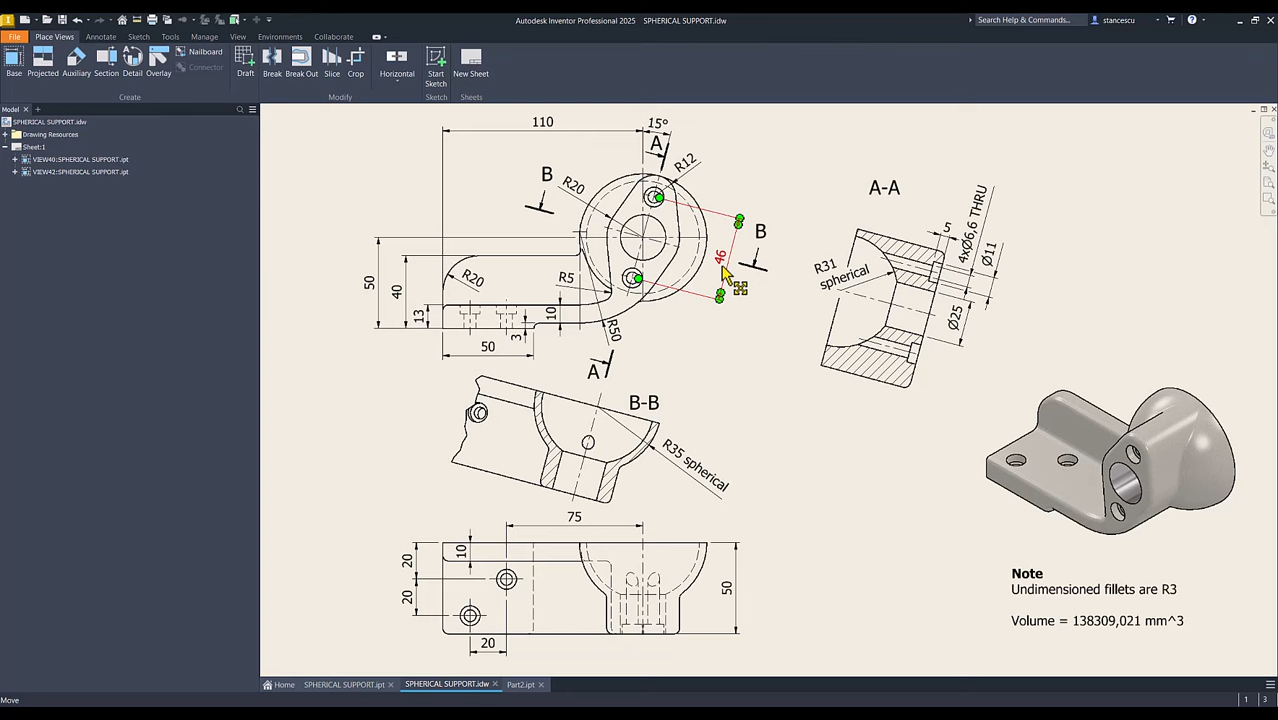 Autodesk Inventor Professional 2025 SPHERICAL SUPPORT.idw
Search Help & Commands...
stancescu
File Place Views Annotate Sketch Tools Manage View Environments Collaborate
Base Projected Auxiliary Section Detail Overlay
Nailboard
Connector
Draft Break Break Out Slice Crop Horizontal Start Sketch New Sheet
Create Modify Sketch Sheets
Model
SPHERICAL SUPPORT.idw
Drawing Resources
Sheet:1
VIEW40:SPHERICAL SUPPORT.ipt
VIEW42:SPHERICAL SUPPORT.ipt
110
15°
A
R12
B
R20
B
46
50
40
R20
13
R5
10
3
R50
50
A
A-A
5
4xØ6,6 THRU
Ø11
R31
spherical
Ø25
B-B
R35 spherical
75
20
10
20
50
20
Note
Undimensioned fillets are R3
Volume = 138309,021 mm^3
Home SPHERICAL SUPPORT.ipt SPHERICAL SUPPORT.idw Part2.ipt
Move
1 3